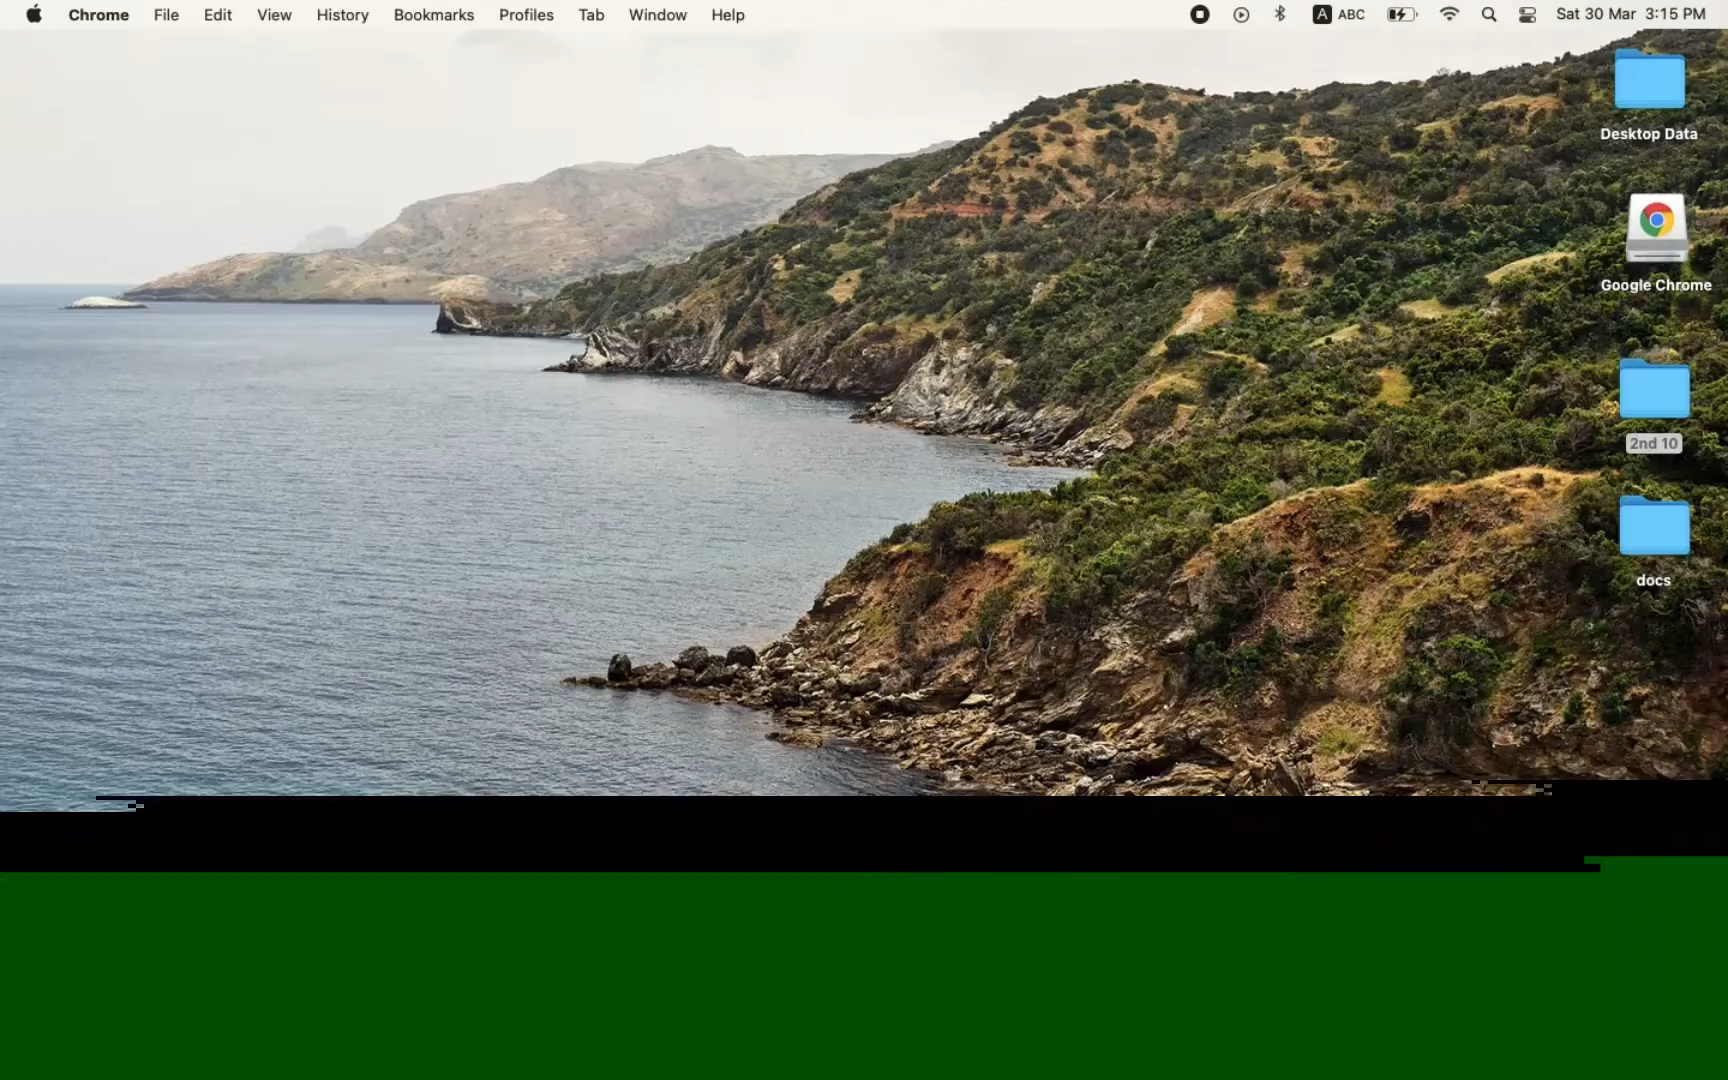 Chrome File Edit View History Bookmarks Profiles Tab Window Help A ABC Sat 30 Mar 3:15 PM
Desktop Data
Google Chrome
2nd 10
docs